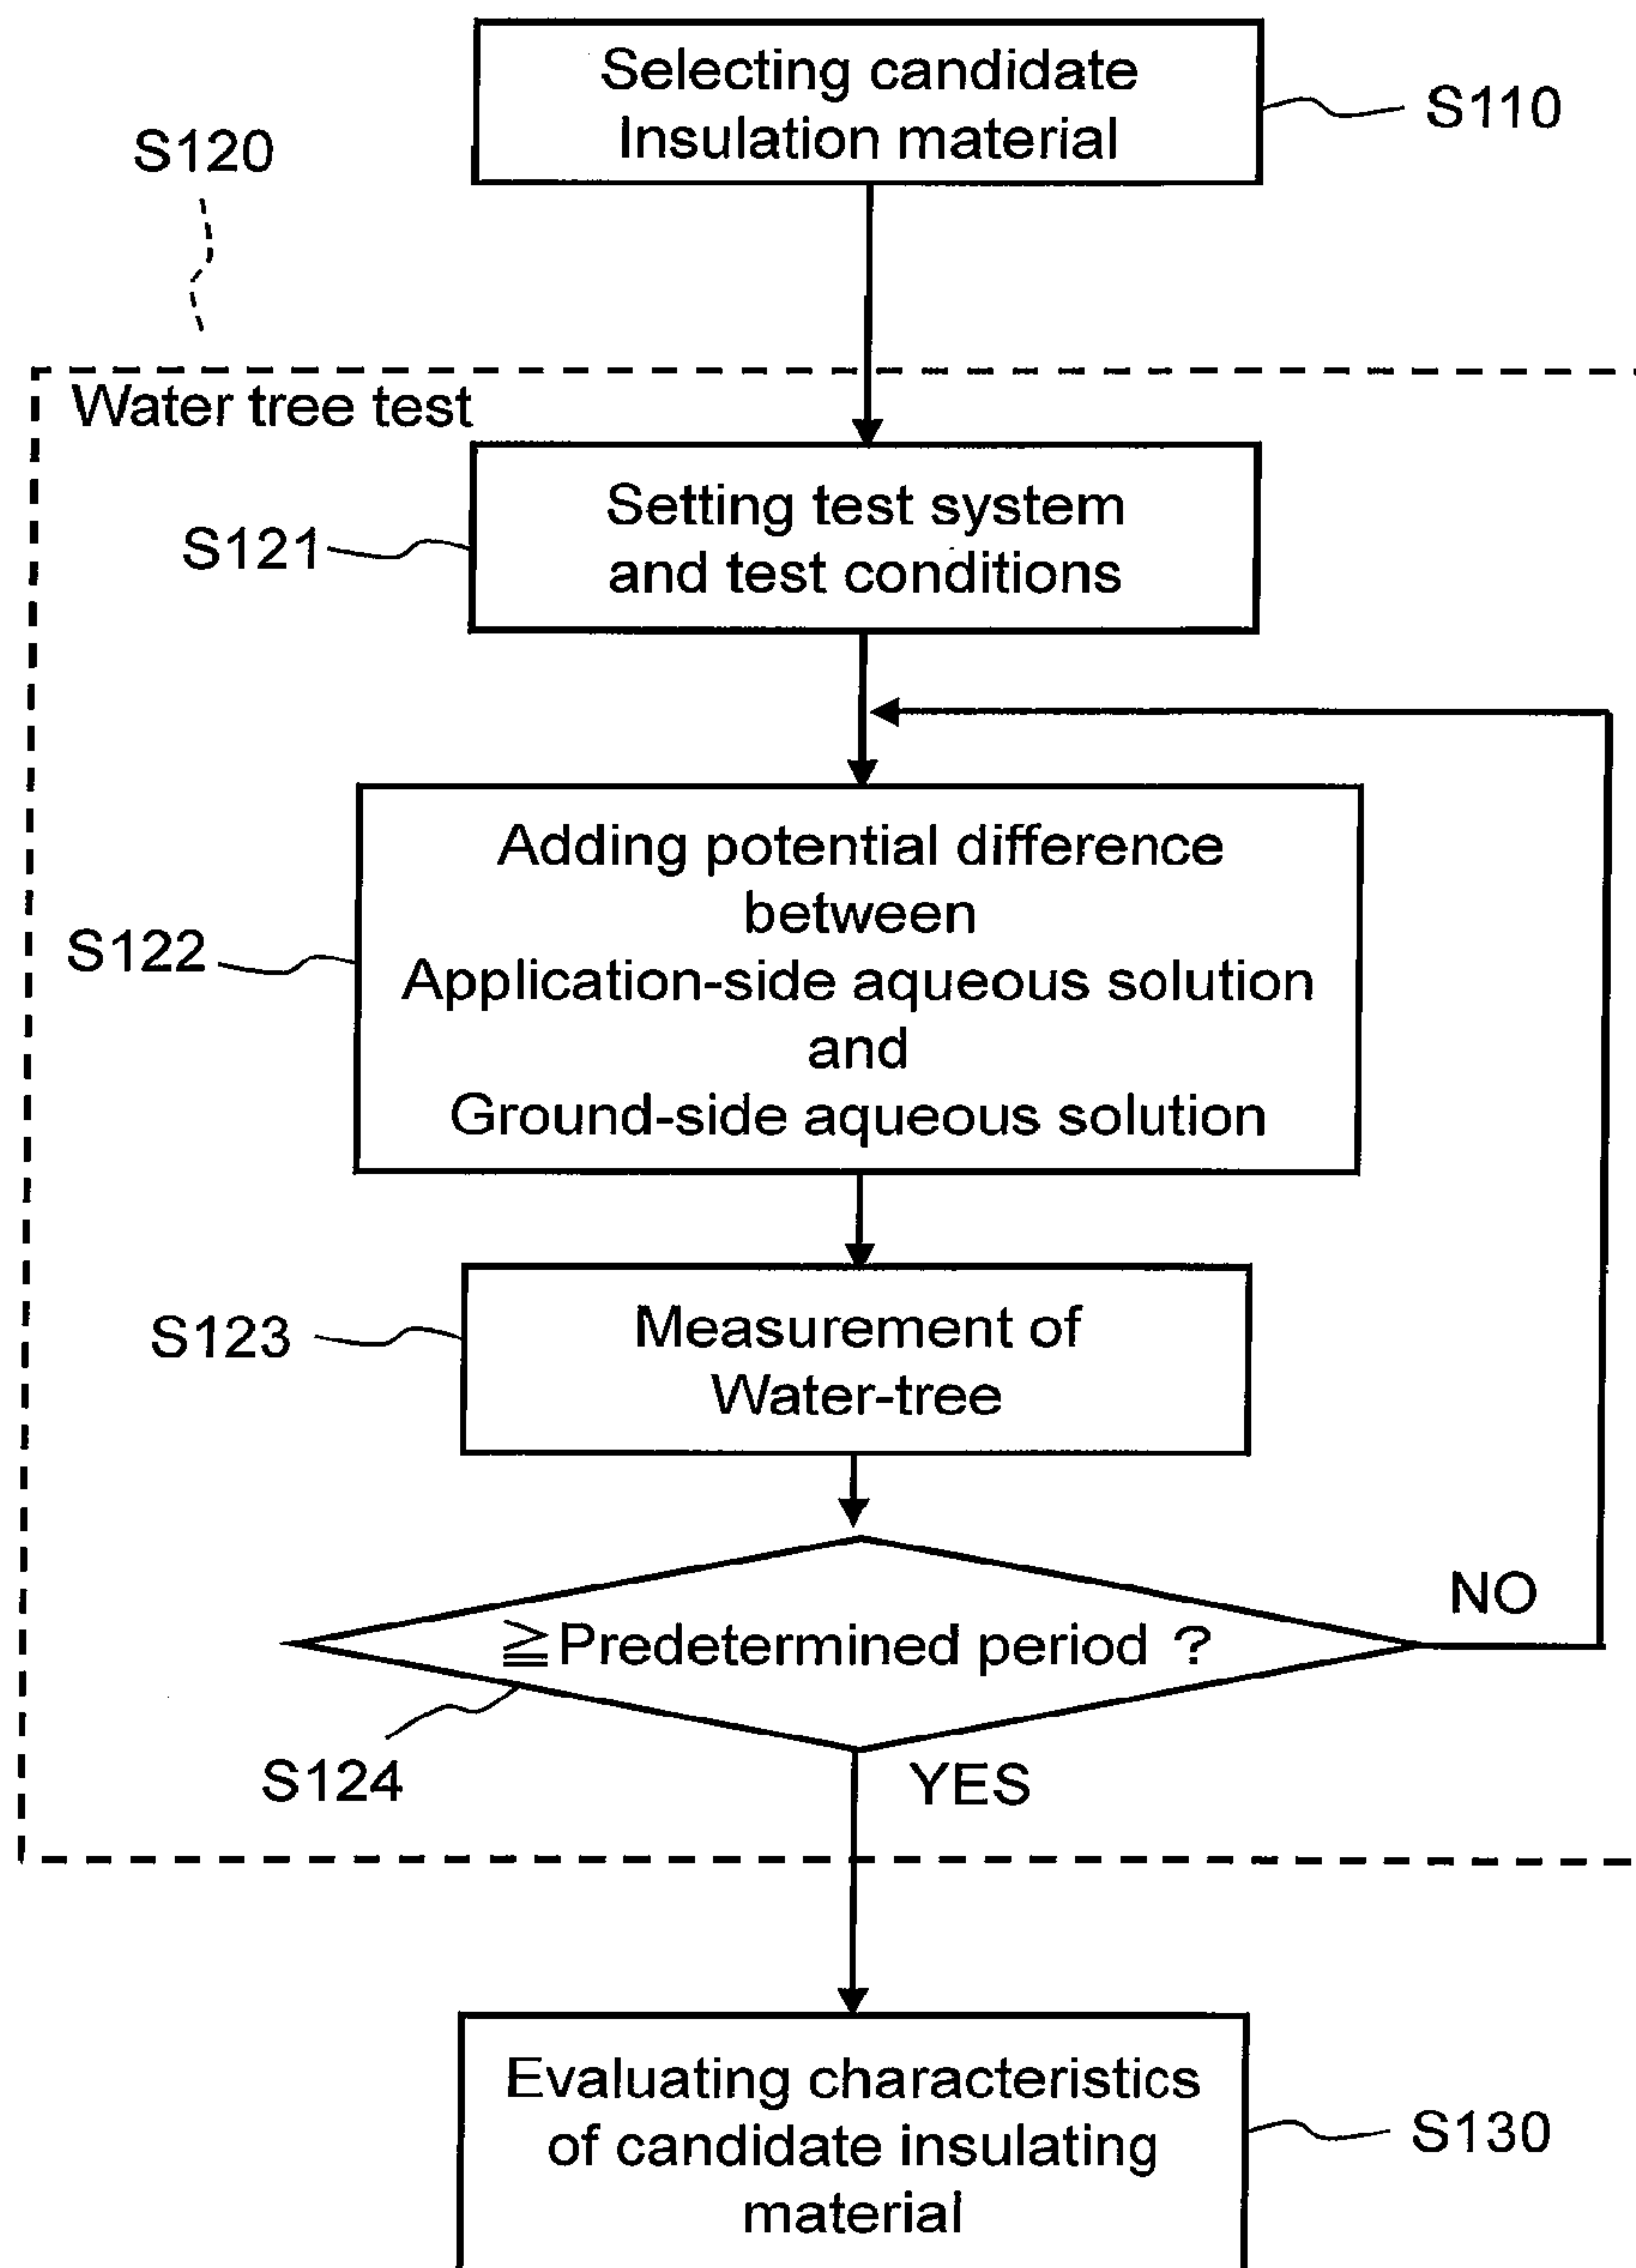 Selecting candidate
Insulation material
S110
S120
Water tree test
Setting test system
and test conditions
S121
Adding potential difference
between
Application-side aqueous solution
and
Ground-side aqueous solution
S122
Measurement of
Water-tree
S123
≧Predetermined period ?
NO
S124
YES
Evaluating characteristics
of candidate insulating
material
S130